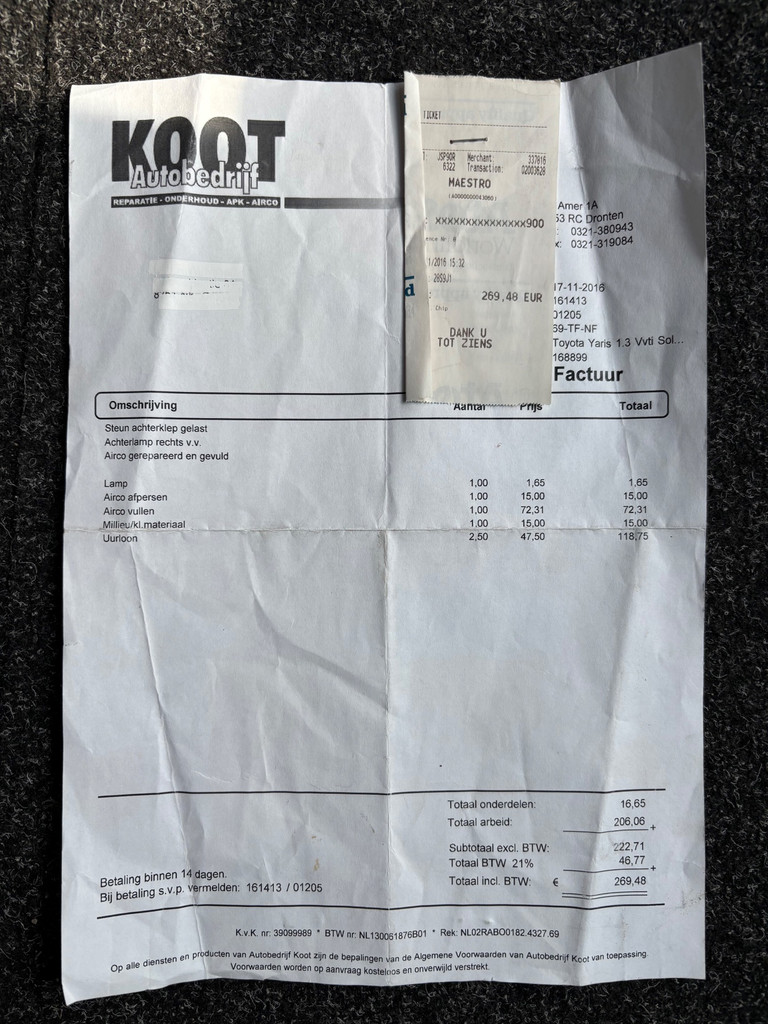 KOOT
Autobedrijf
REPARATIE - ONDERHOUD - APK - AIRCO
TICKET
JSP90R Merchant: 337816
6322 Transaction: 02003628
MAESTRO
(A0000000043060)
XXXXXXXXXXXXXXX900
1/2016 15:32
2859J1
269,48 EUR
Chip
DANK U
TOT ZIENS
Amer 1A
53 RC Dronten
: 0321-380943
x: 0321-319084
d
17-11-2016
161413
01205
69-TF-NF
Toyota Yaris 1.3 Vvti Sol...
168899
Factuur
Omschrijving Aantal Prijs Totaal
Steun achterklep gelast
Achterlamp rechts v.v.
Airco gerepareerd en gevuld
Lamp 1,00 1,65 1,65
Airco afpersen 1,00 15,00 15,00
Airco vullen 1,00 72,31 72,31
Millieu/kl.materiaal 1,00 15,00 15,00
Uurloon 2,50 47,50 118,75
Totaal onderdelen: 16,65
Totaal arbeid: 206,06 +
Subtotaal excl. BTW: 222,71
Totaal BTW 21% 46,77 +
Totaal incl. BTW: € 269,48
Betaling binnen 14 dagen.
Bij betaling s.v.p. vermelden: 161413 / 01205
K.v.K. nr: 39099989 * BTW nr: NL130061876B01 * Rek: NL02RABO0182.4327.69
Op alle diensten en producten van Autobedrijf Koot zijn de bepalingen van de Algemene Voorwaarden van Autobedrijf Koot van toepassing.
Voorwaarden worden op aanvraag kosteloos en onverwijld verstrekt.